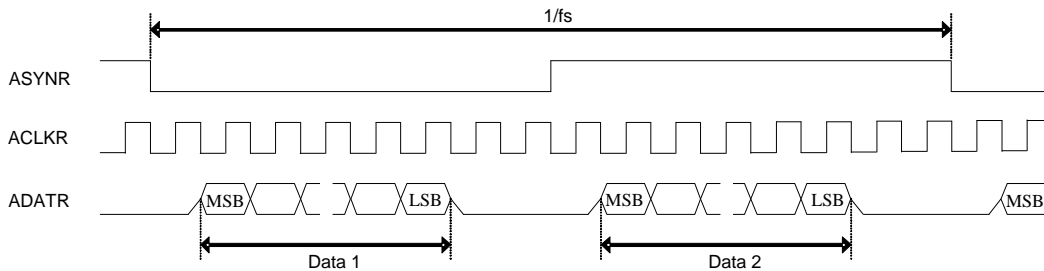 1/fs
ASYNR
ACLKR
ADATR MSB LSB MSB LSB MSB
Data 1 Data 2